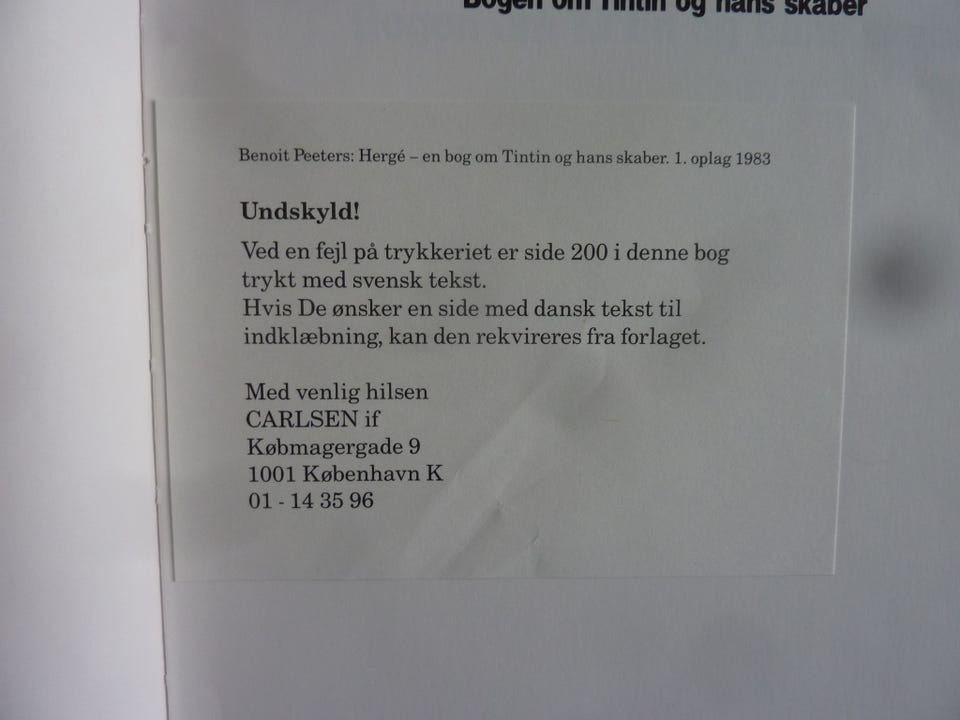 Bogen om Tintin og hans skaber
Benoit Peeters: Hergé – en bog om Tintin og hans skaber. 1. oplag 1983
Undskyld!
Ved en fejl på trykkeriet er side 200 i denne bog
trykt med svensk tekst.
Hvis De ønsker en side med dansk tekst til
indklæbning, kan den rekvireres fra forlaget.
Med venlig hilsen
CARLSEN if
Købmagergade 9
1001 København K
01 - 14 35 96